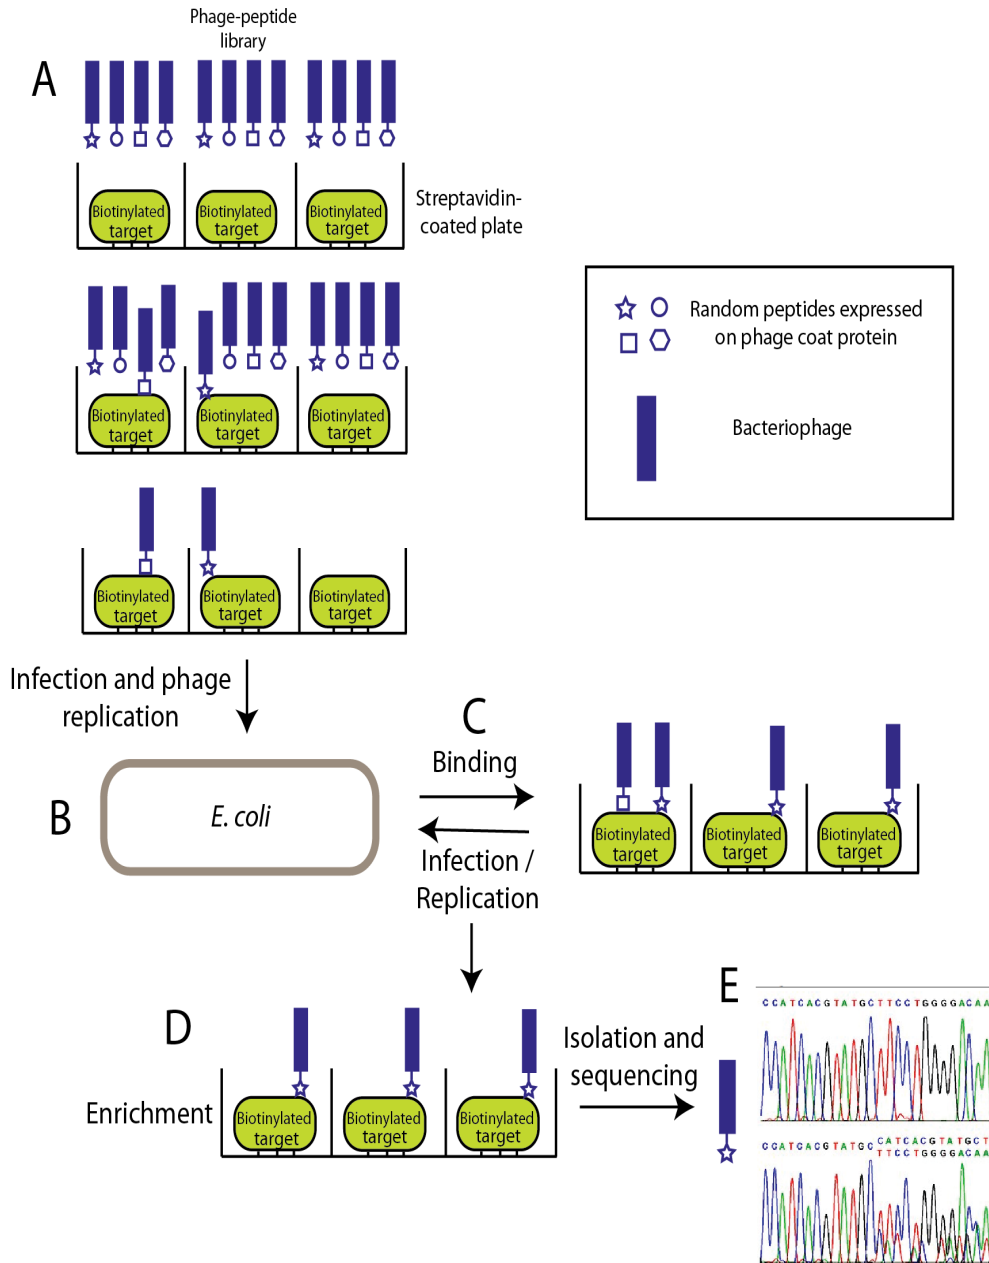 Phage-peptide
library
A
Streptavidin-
coated plate
Biotinylated
target
Biotinylated
target
Biotinylated
target
Random peptides expressed
on phage coat protein
Bacteriophage
Biotinylated
target
Biotinylated
target
Biotinylated
target
Biotinylated
target
Biotinylated
target
Biotinylated
target
Infection and phage
replication
B
E. coli
C
Binding
Infection /
Replication
Biotinylated
target
Biotinylated
target
Biotinylated
target
D
Enrichment
Biotinylated
target
Biotinylated
target
Biotinylated
target
Isolation and
sequencing
E
CCATCACGTATGCTTCCTGGGGACAA
CCATCACGTATGCCATCACGTATGCT
TTCCTGGGGACAA